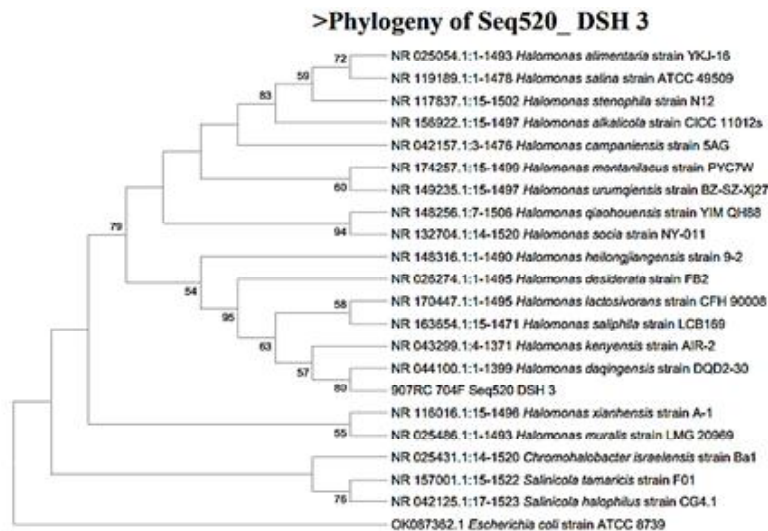 >Phylogeny of Seq520_ DSH 3
72
NR 025054.1:1-1493 Halomonas alimentaria strain YKJ-16
59
NR 119189.1:1-1478 Halomonas salina strain ATCC 49509
83
NR 117837.1:15-1502 Halomonas stenophila strain N12
NR 156922.1:15-1497 Halomonas alkalicola strain CICC 11012s
NR 042157.1:3-1476 Halomonas campaniensis strain 5AG
NR 174257.1:15-1499 Halomonas montanilacus strain PYC7W
60
NR 149235.1:15-1497 Halomonas urumqiensis strain BZ-SZ-Xj27
NR 148256.1:7-1506 Halomonas qiaohouensis strain YIM QH88
79
94
NR 132704.1:14-1520 Halomonas socia strain NY-011
NR 148316.1:1-1490 Halomonas heilongjiangensis strain 9-2
54
NR 026274.1:1-1495 Halomonas desiderata strain FB2
95
58
NR 170447.1:1-1495 Halomonas lactosivorans strain CFH 90008
NR 163654.1:15-1471 Halomonas saliphila strain LCB169
63
NR 043299.1:4-1371 Halomonas kenyensis strain AIR-2
57
NR 044100.1:1-1399 Halomonas daqingensis strain DQD2-30
80
907RC 704F Seq520 DSH 3
NR 116016.1:15-1496 Halomonas xianhensis strain A-1
55
NR 025486.1:1-1493 Halomonas muralis strain LMG 20969
NR 025431.1:14-1520 Chromohalobacter israelensis strain Ba1
NR 157001.1:15-1522 Salinicola tamaricis strain F01
76
NR 042125.1:17-1523 Salinicola halophilus strain CG4.1
OK087362.1 Escherichia coli strain ATCC 8739